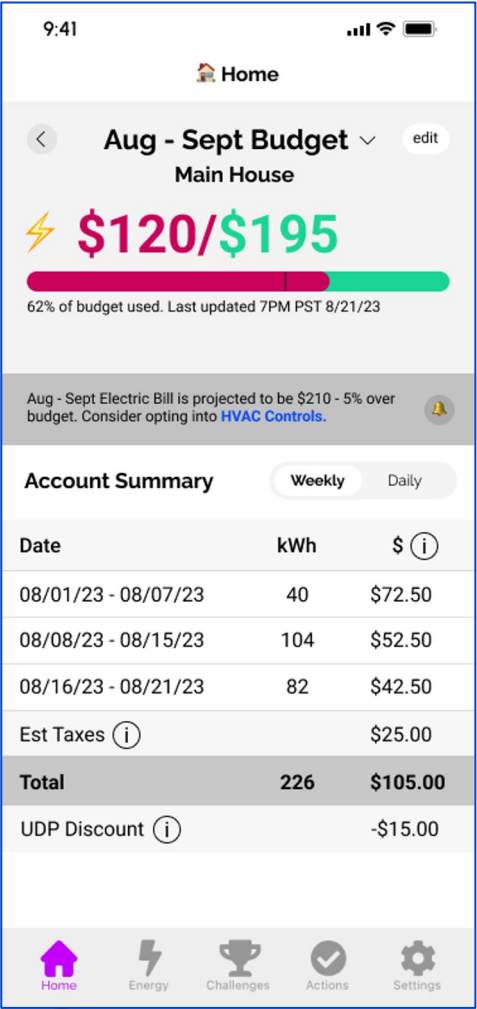 9:41
Home
Aug - Sept Budget
edit
Main House
$120/$195
62% of budget used. Last updated 7PM PST 8/21/23
Aug - Sept Electric Bill is projected to be $210 - 5% over
budget. Consider opting into HVAC Controls.
Account Summary
Weekly
Daily
Date kWh $ i
08/01/23 - 08/07/23 40 $72.50
08/08/23 - 08/15/23 104 $52.50
08/16/23 - 08/21/23 82 $42.50
Est Taxes i $25.00
Total 226 $105.00
UDP Discount i -$15.00
Home Energy Challenges Actions Settings